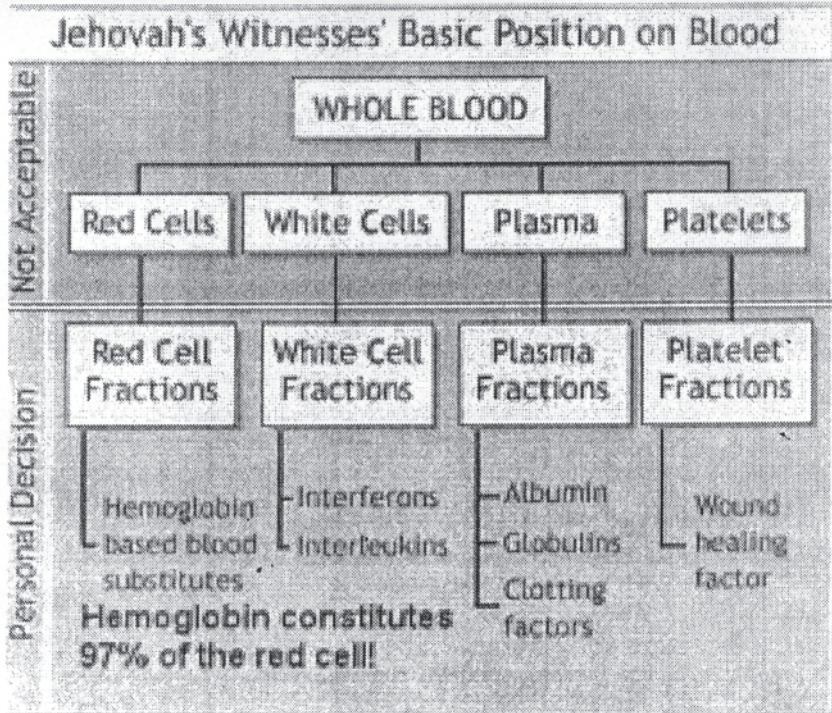 Jehovah's Witnesses' Basic Position on Blood
Not Acceptable
WHOLE BLOOD
Red Cells
White Cells
Plasma
Platelets
Personal Decision
Red Cell
Fractions
White Cell
Fractions
Plasma
Fractions
Platelet
Fractions
Hemoglobin
based blood
substitutes
Interferons
Interleukins
Albumin
Globulins
Clotting
factors
Wound
healing
factor
Hemoglobin constitutes
97% of the red cell!